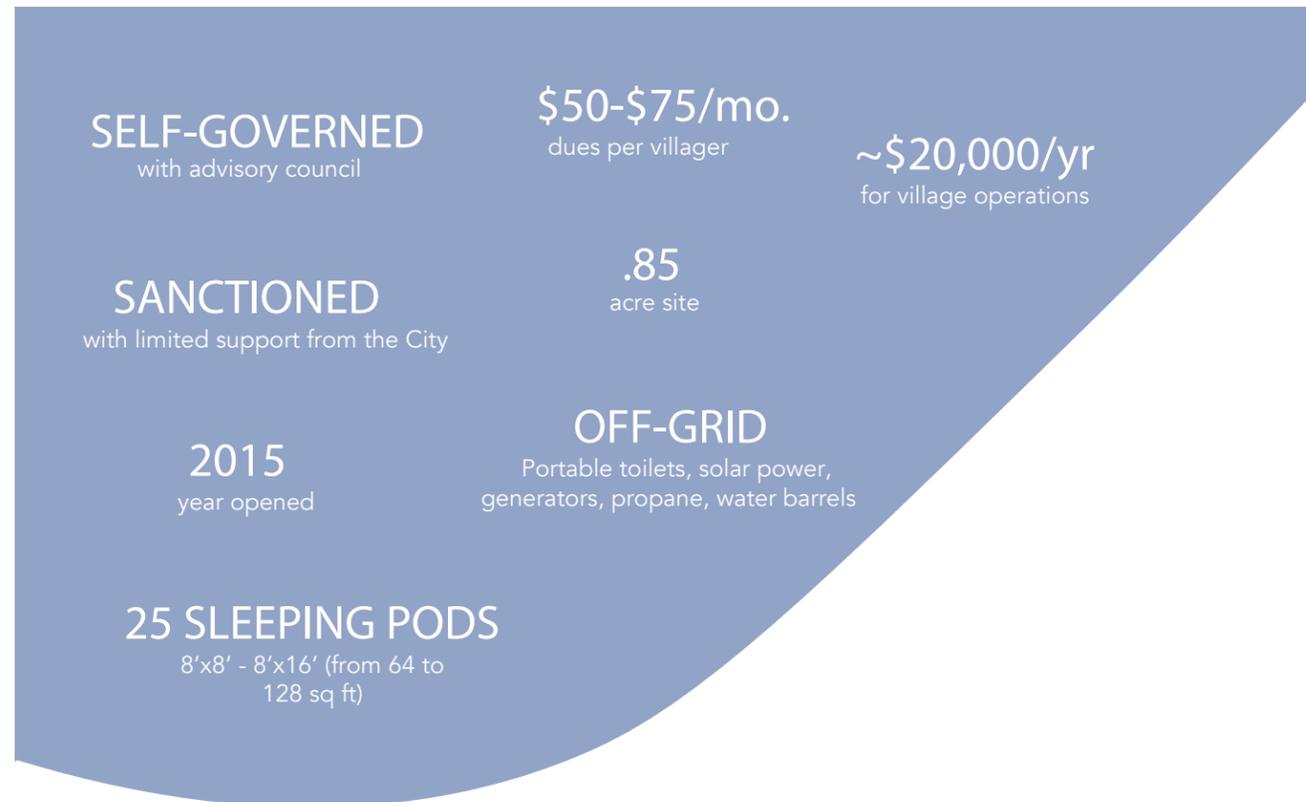 SELF-GOVERNED
with advisory council
$50-$75/mo.
dues per villager
~$20,000/yr
for village operations
SANCTIONED
with limited support from the City
.85
acre site
2015
year opened
OFF-GRID
Portable toilets, solar power,
generators, propane, water barrels
25 SLEEPING PODS
8’x8’ - 8’x16’ (from 64 to
128 sq ft)